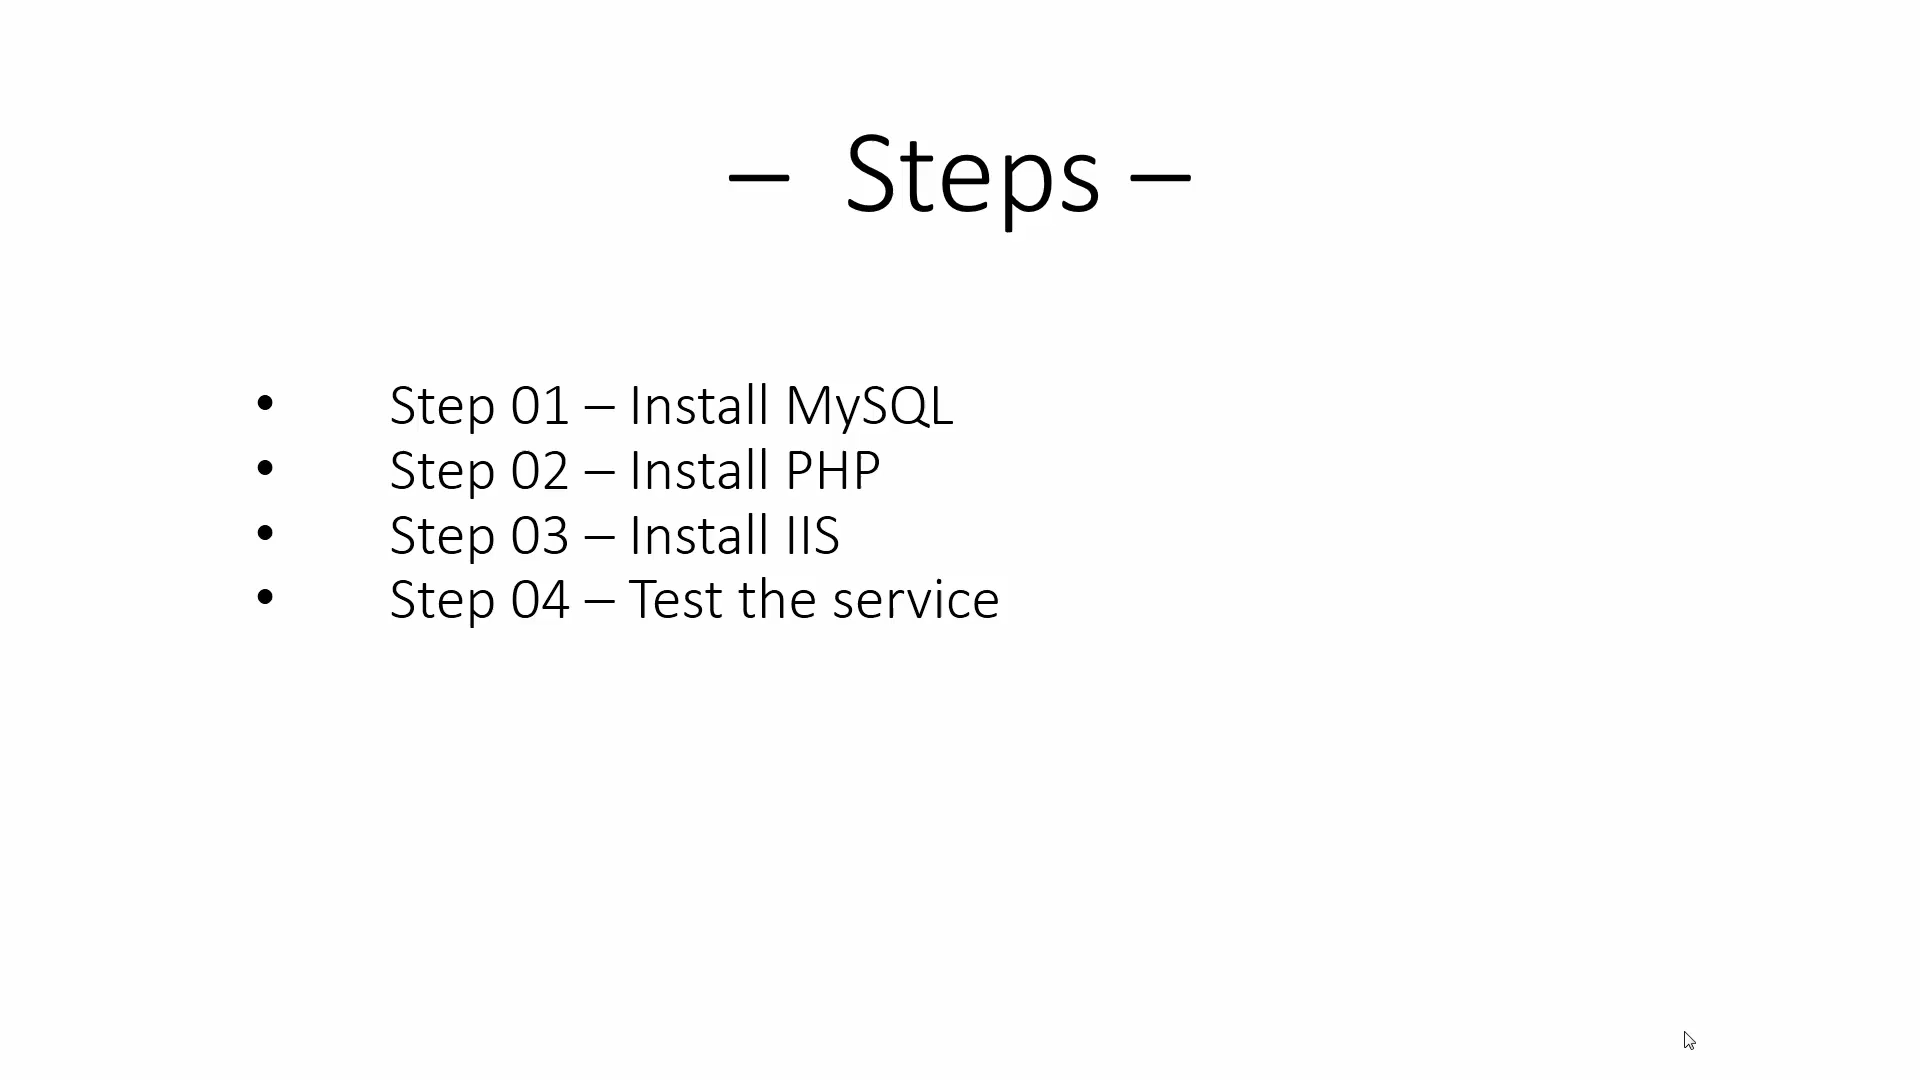 – Steps –
• Step 01 – Install MySQL
• Step 02 – Install PHP
• Step 03 – Install IIS
• Step 04 – Test the service